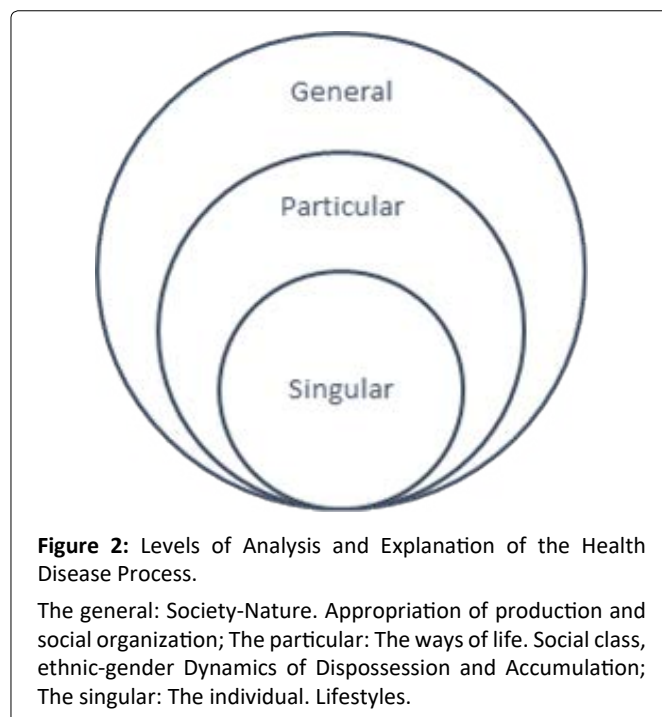 General
Particular
Singular
Figure 2: Levels of Analysis and Explanation of the Health
Disease Process.
The general: Society-Nature. Appropriation of production and
social organization; The particular: The ways of life. Social class,
ethnic-gender Dynamics of Dispossession and Accumulation;
The singular: The individual. Lifestyles.